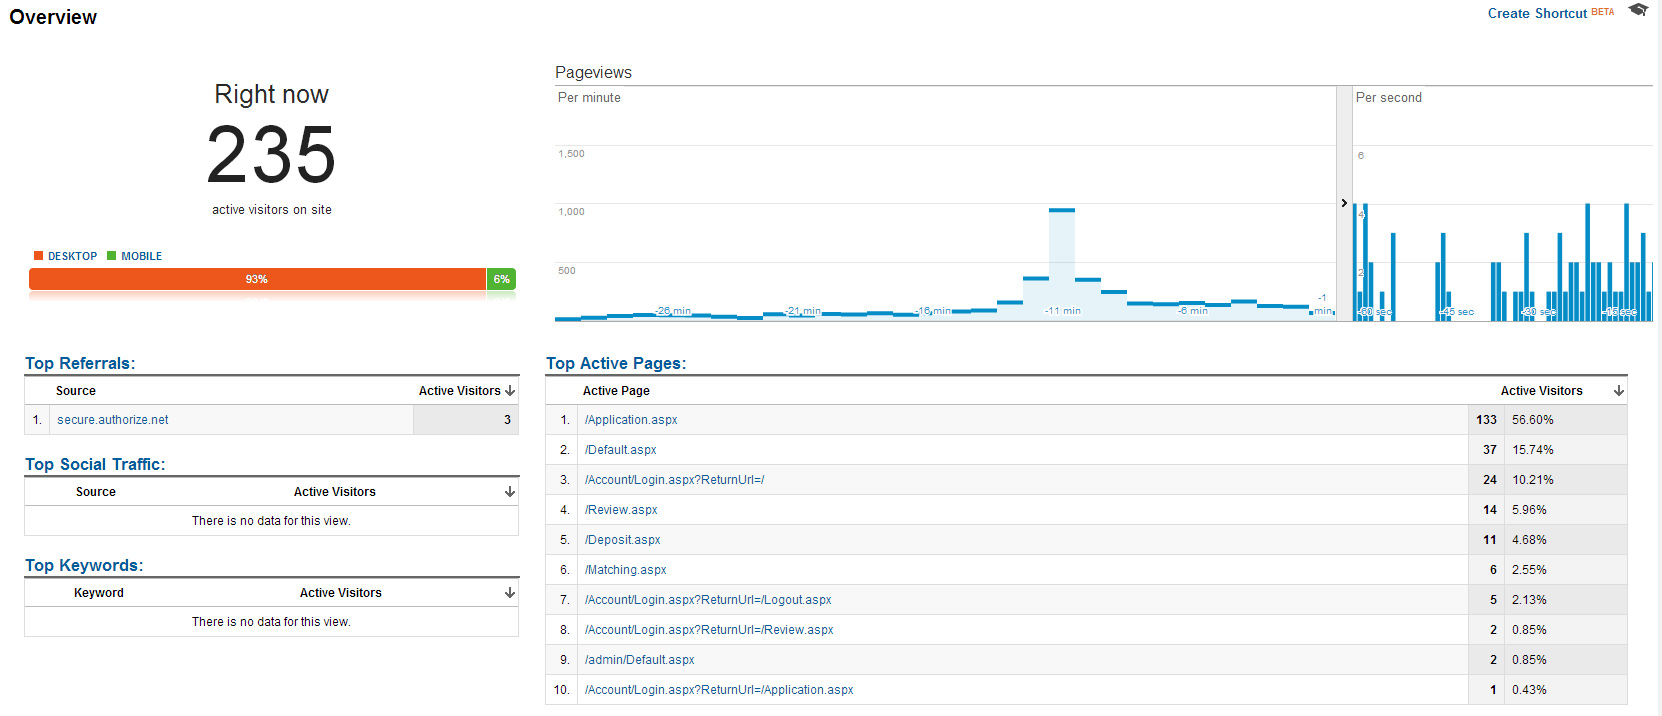 Overview
Create Shortcut BETA
Right now
235
active visitors on site
DESKTOP MOBILE
93% 6%
Pageviews
Per minute
1,500
1,000
500
-26 min -21 min -16 min -11 min -6 min -1 min
Per second
6
4
2
-60 sec -45 sec -30 sec -15 sec
Top Referrals:
Source Active Visitors
1. secure.authorize.net 3
Top Social Traffic:
Source Active Visitors
There is no data for this view.
Top Keywords:
Keyword Active Visitors
There is no data for this view.
Top Active Pages:
Active Page Active Visitors
1. /Application.aspx 133 56.60%
2. /Default.aspx 37 15.74%
3. /Account/Login.aspx?ReturnUrl=/ 24 10.21%
4. /Review.aspx 14 5.96%
5. /Deposit.aspx 11 4.68%
6. /Matching.aspx 6 2.55%
7. /Account/Login.aspx?ReturnUrl=/Logout.aspx 5 2.13%
8. /Account/Login.aspx?ReturnUrl=/Review.aspx 2 0.85%
9. /admin/Default.aspx 2 0.85%
10. /Account/Login.aspx?ReturnUrl=/Application.aspx 1 0.43%